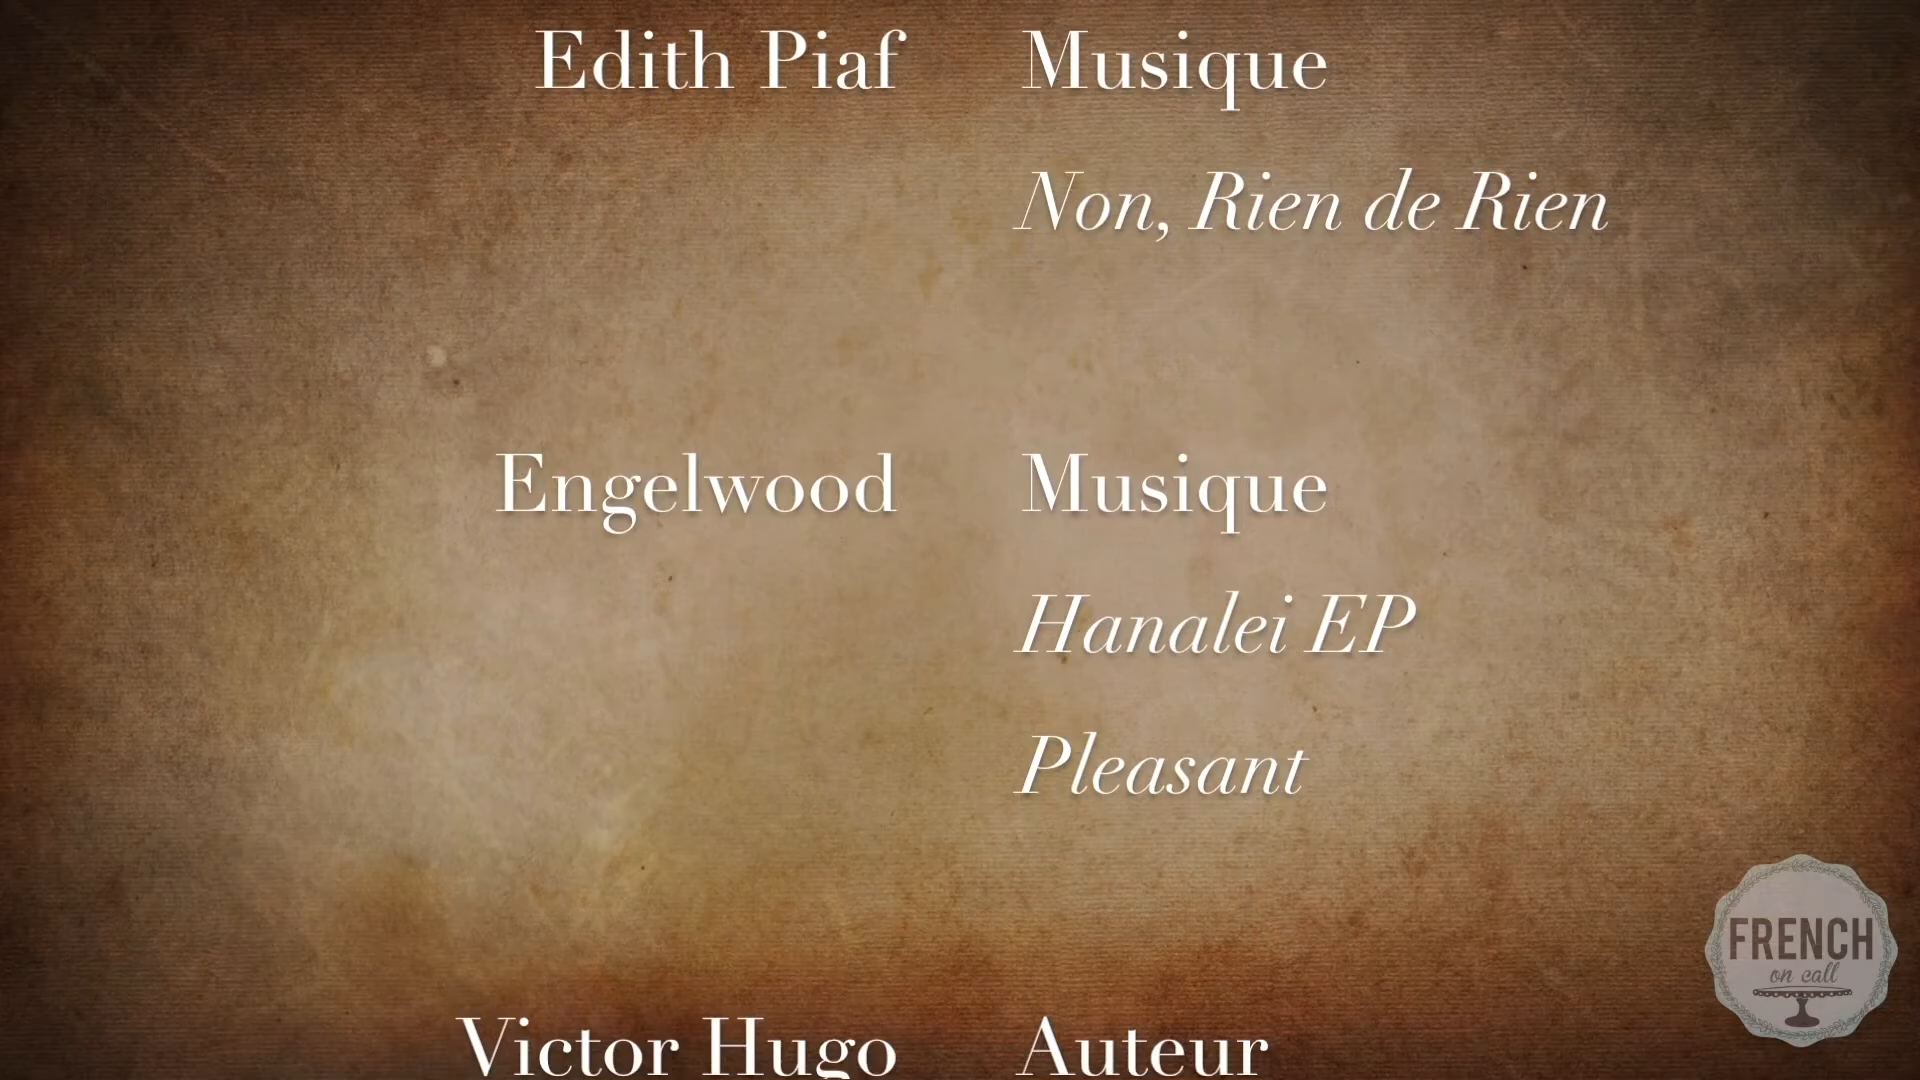 Edith Piaf Musique
Non, Rien de Rien
Engelwood Musique
Hanalei EP
Pleasant
Victor Hugo Auteur
FRENCH
on call